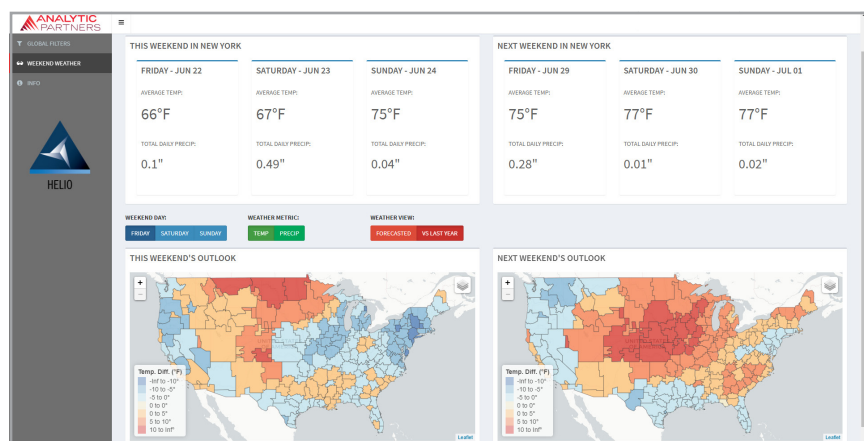 ANALYTIC
PARTNERS
GLOBAL FILTERS
WEEKEND WEATHER
INFO
HELIO
THIS WEEKEND IN NEW YORK
FRIDAY - JUN 22
SATURDAY - JUN 23
SUNDAY - JUN 24
AVERAGE TEMP:
AVERAGE TEMP:
AVERAGE TEMP:
66°F
67°F
75°F
TOTAL DAILY PRECIP:
TOTAL DAILY PRECIP:
TOTAL DAILY PRECIP:
0.1"
0.49"
0.04"
NEXT WEEKEND IN NEW YORK
FRIDAY - JUN 29
SATURDAY - JUN 30
SUNDAY - JUL 01
AVERAGE TEMP:
AVERAGE TEMP:
AVERAGE TEMP:
75°F
77°F
77°F
TOTAL DAILY PRECIP:
TOTAL DAILY PRECIP:
TOTAL DAILY PRECIP:
0.28"
0.01"
0.02"
WEEKEND DAY:
FRIDAY SATURDAY SUNDAY
WEATHER METRIC:
TEMP PRECIP
WEATHER VIEW:
FORECASTED VS LAST YEAR
THIS WEEKEND'S OUTLOOK
+
-
Temp. Diff. (°F)
-Inf to -10°
-10 to -5°
-5 to 0°
0 to 0°
0 to 5°
5 to 10°
10 to Inf°
Leaflet
NEXT WEEKEND'S OUTLOOK
+
-
Temp. Diff. (°F)
-Inf to -10°
-10 to -5°
-5 to 0°
0 to 0°
0 to 5°
5 to 10°
10 to Inf°
Leaflet